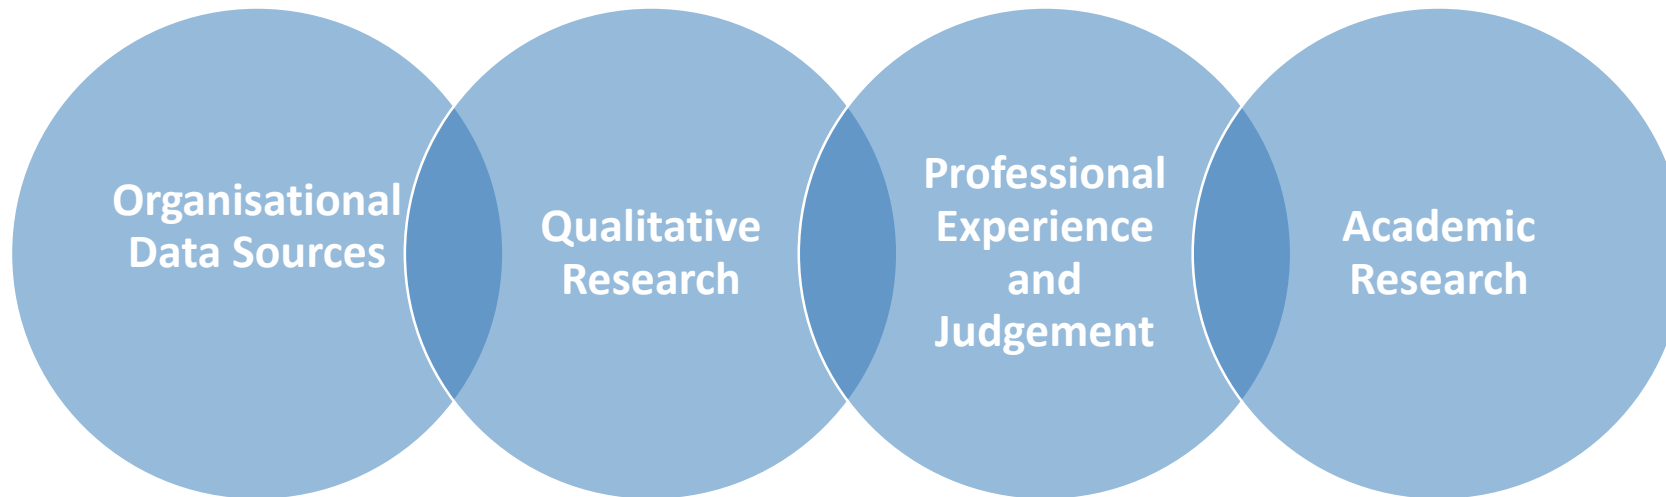 Organisational
Data Sources
Qualitative
Research
Professional
Experience
and
Judgement
Academic
Research